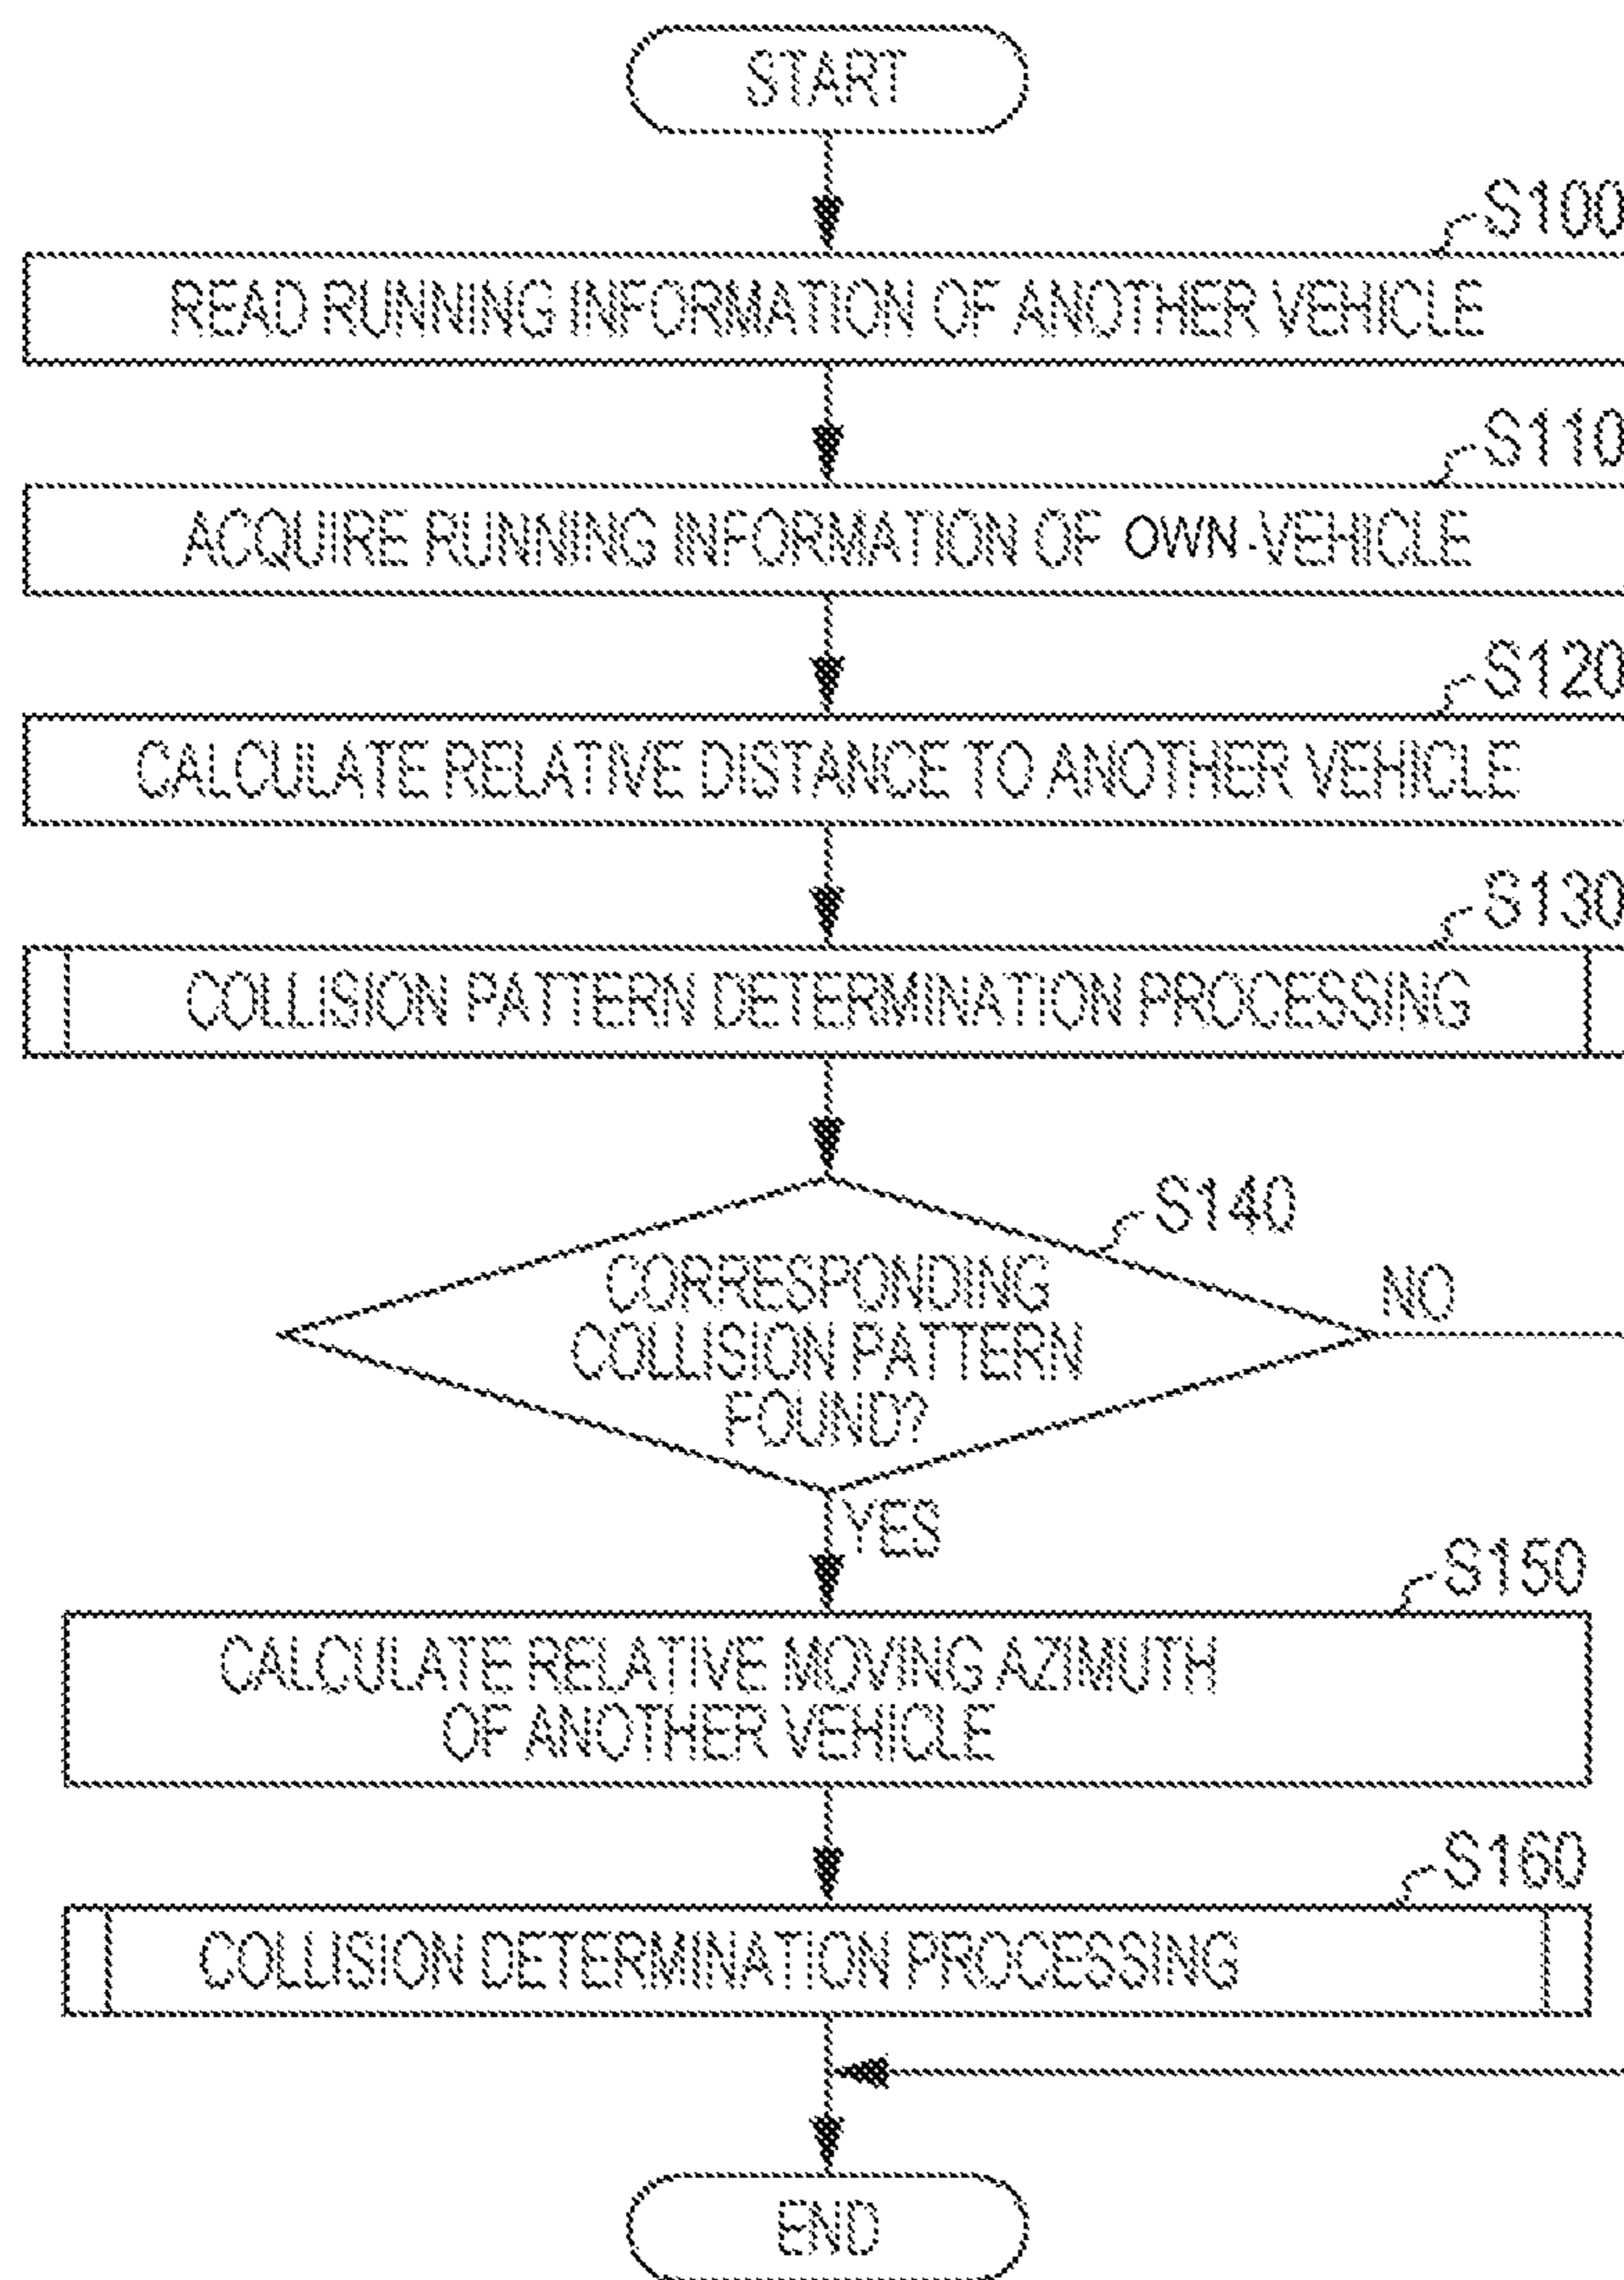 START
S100
READ RUNNING INFORMATION OF ANOTHER VEHICLE
S110
ACQUIRE RUNNING INFORMATION OF OWN-VEHICLE
S120
CALCULATE RELATIVE DISTANCE TO ANOTHER VEHICLE
S130
COLLISION PATTERN DETERMINATION PROCESSING
S140
CORRESPONDING
COLLISION PATTERN
FOUND?
NO
YES
S150
CALCULATE RELATIVE MOVING AZIMUTH
OF ANOTHER VEHICLE
S160
COLLISION DETERMINATION PROCESSING
END